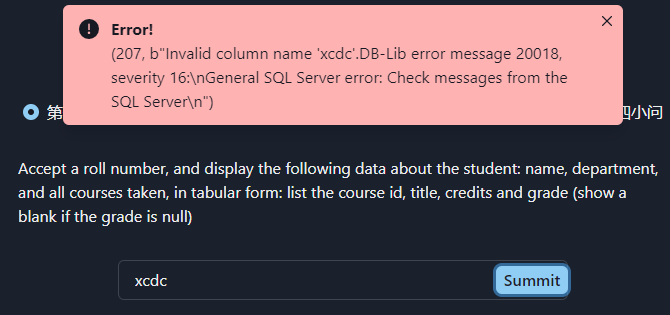 Error!
(207, b"Invalid column name 'xcdc'.DB-Lib error message 20018,
severity 16:\nGeneral SQL Server error: Check messages from the
SQL Server\n")
第 小问
Accept a roll number, and display the following data about the student: name, department,
and all courses taken, in tabular form: list the course id, title, credits and grade (show a
blank if the grade is null)
xcdc Summit